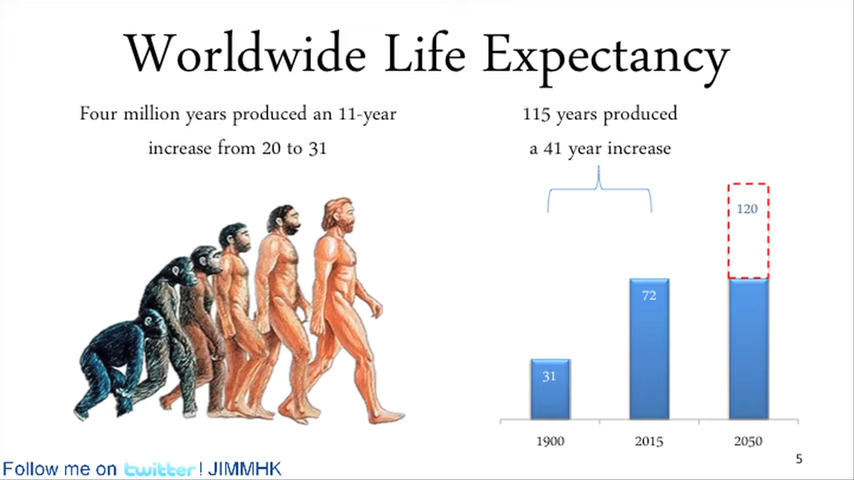 Worldwide Life Expectancy
Four million years produced an 11-year
increase from 20 to 31
115 years produced
a 41 year increase
120
72
31
1900
2015
2050
5
Follow me on twitter! JIMMHK